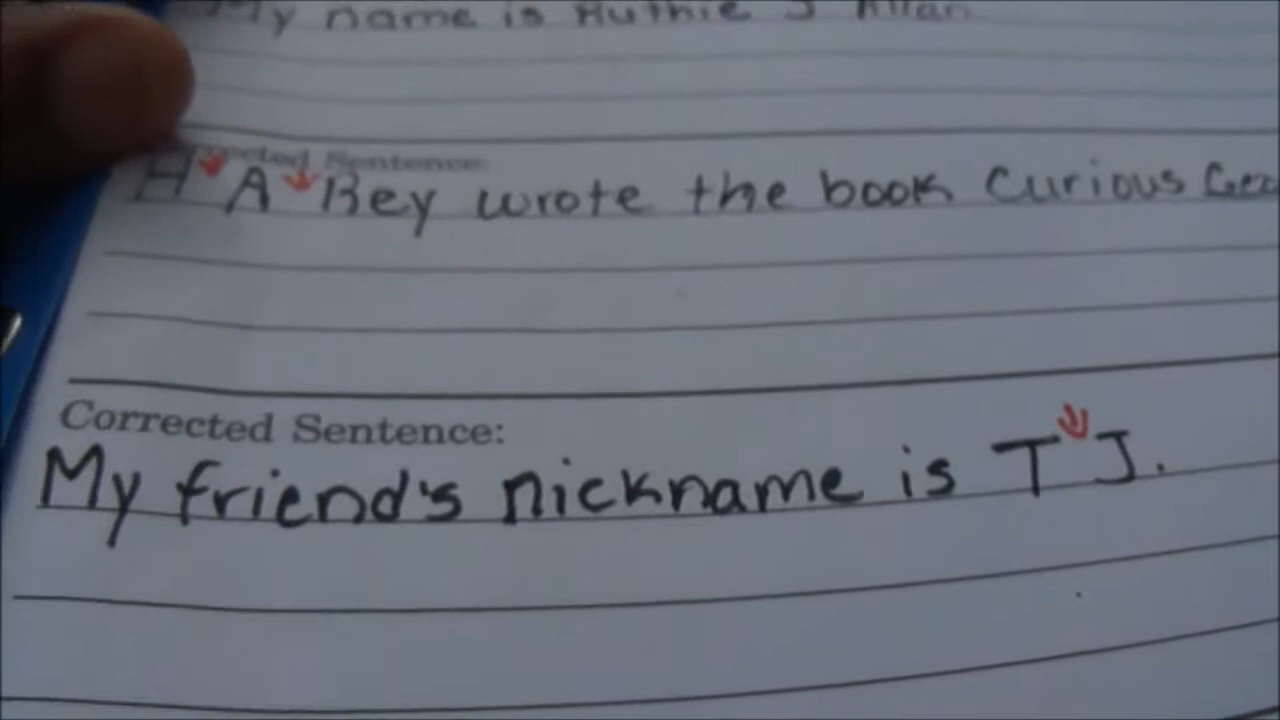 My name is Ruthie J Allan
Corrected Sentence:
H A Rey wrote the book Curious
Corrected Sentence:
My friend's nickname is T J.